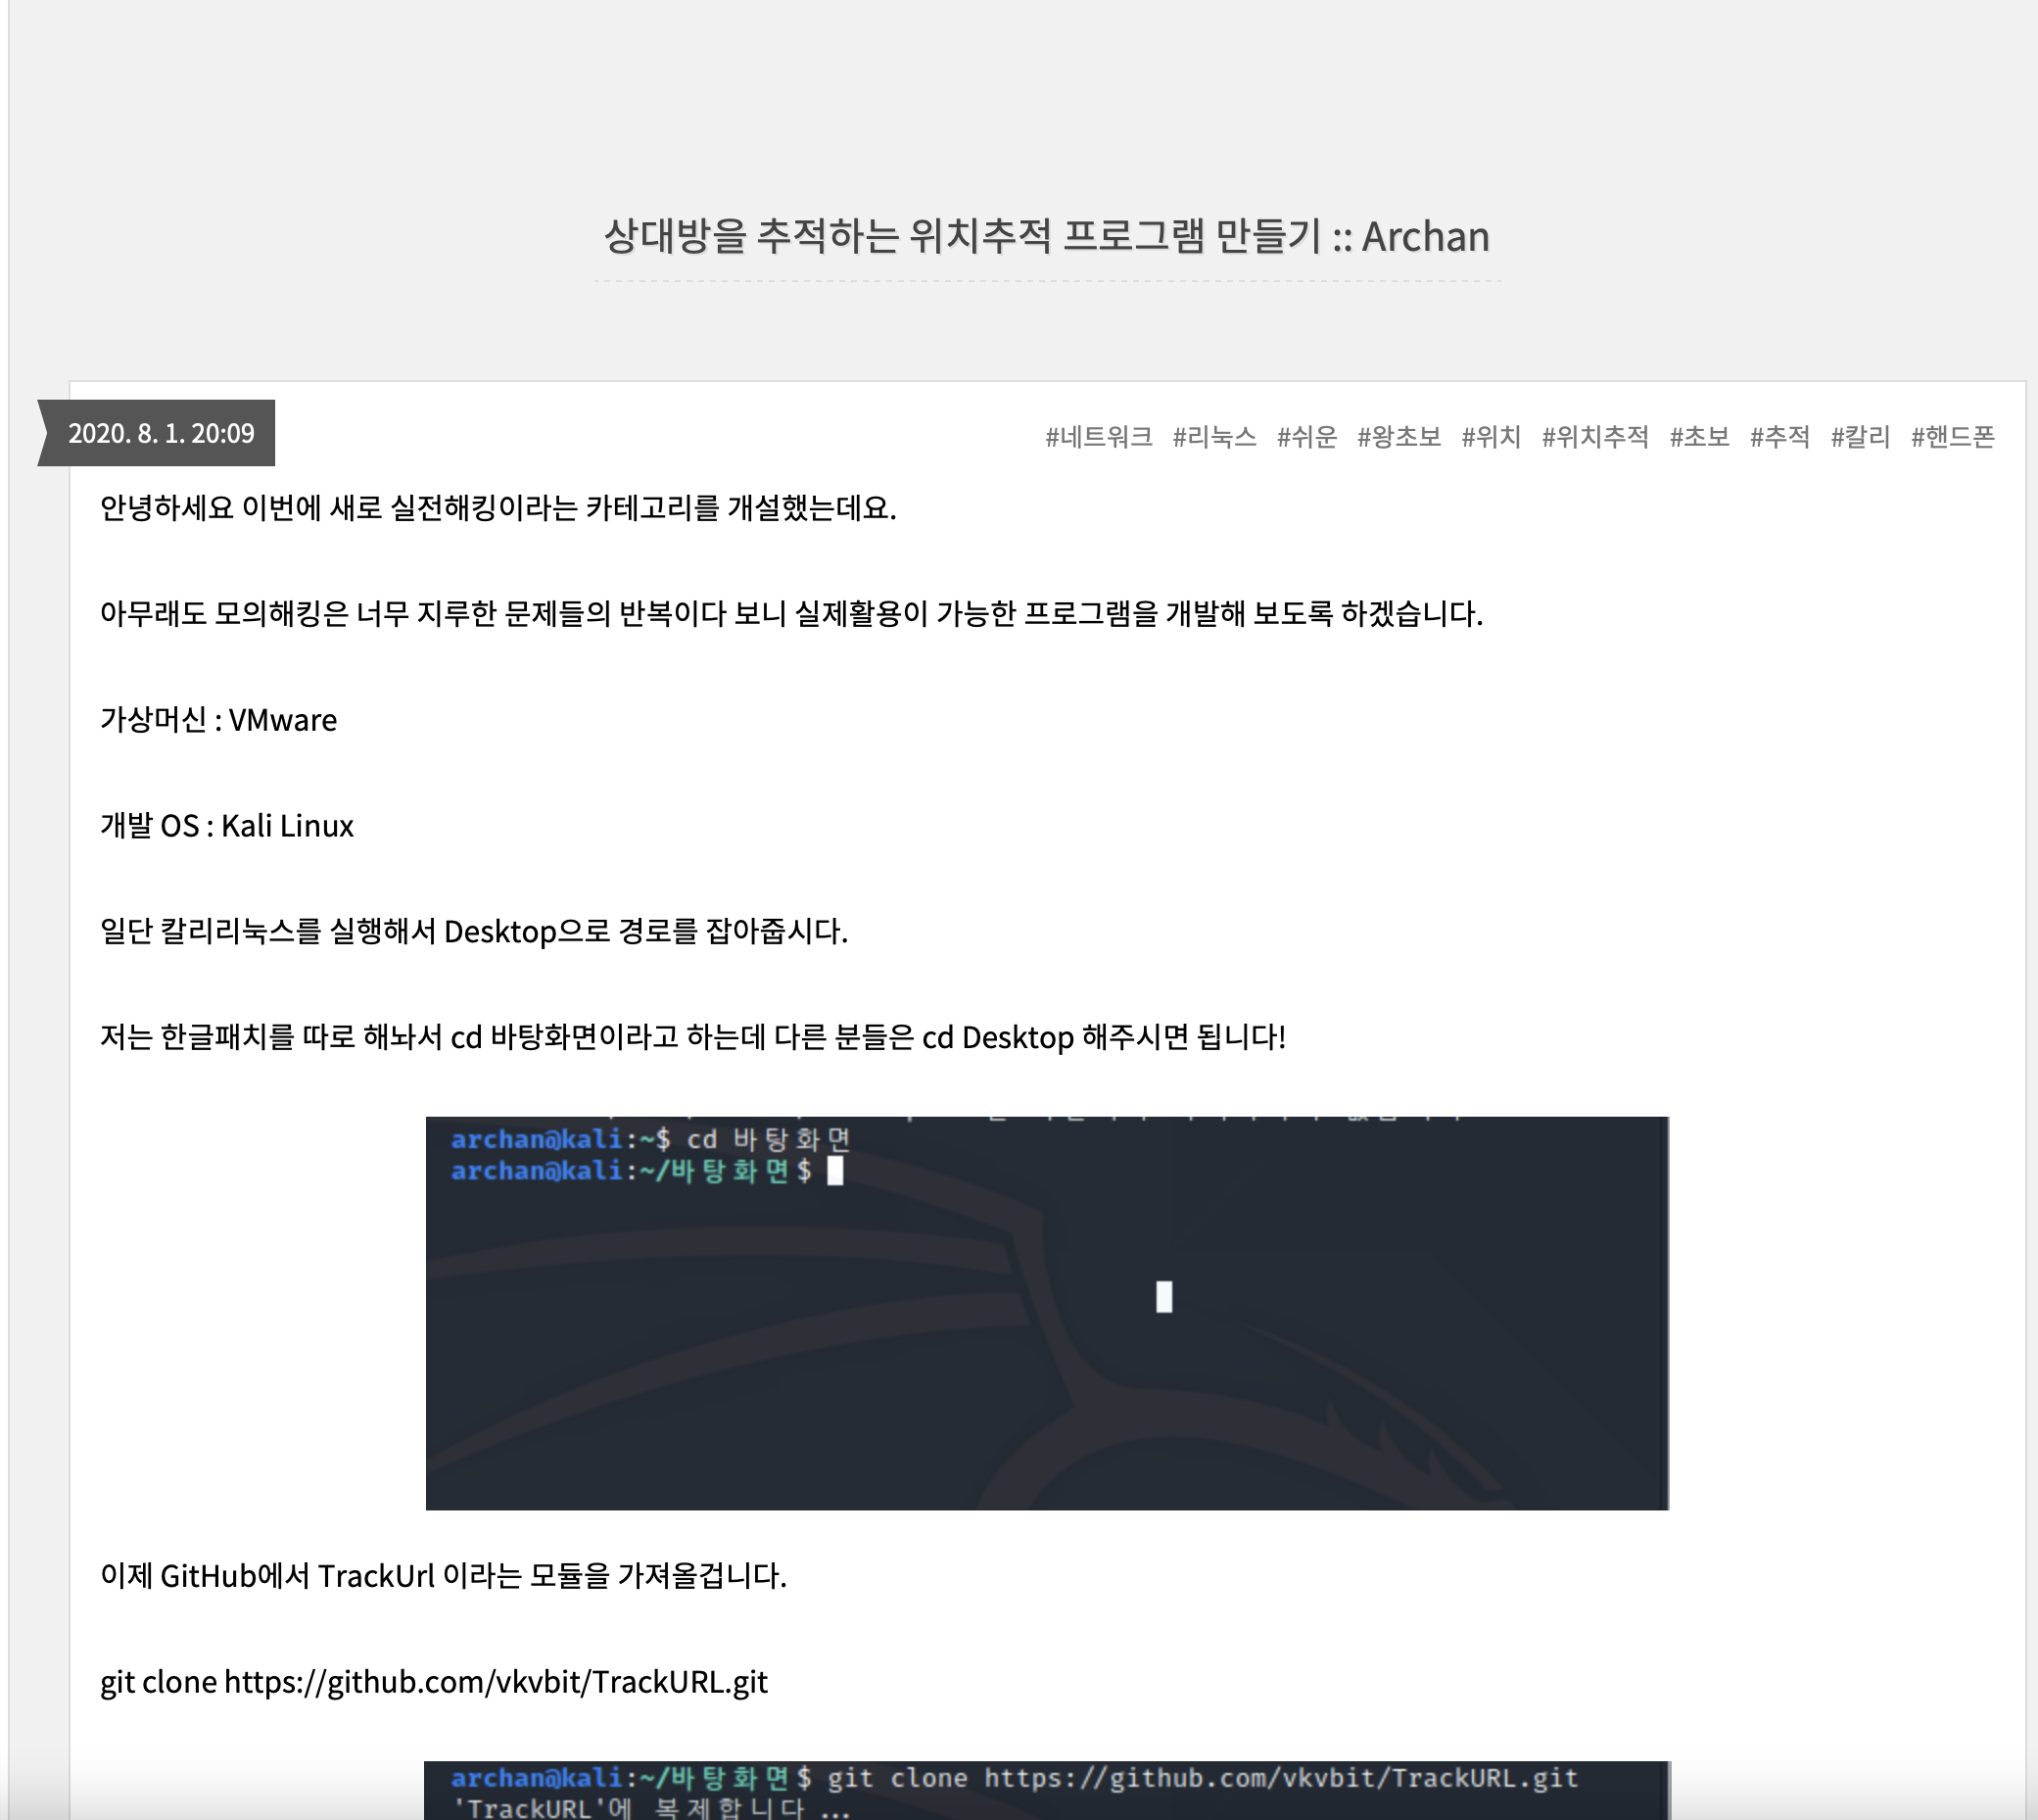 상대방을 추적하는 위치추적 프로그램 만들기 :: Archan
2020. 8. 1. 20:09
#네트워크 #리눅스 #쉬운 #왕초보 #위치 #위치추적 #초보 #추적 #칼리 #핸드폰
안녕하세요 이번에 새로 실전해킹이라는 카테고리를 개설했는데요.
아무래도 모의해킹은 너무 지루한 문제들의 반복이다 보니 실제활용이 가능한 프로그램을 개발해 보도록 하겠습니다.
가상머신 : VMware
개발 OS : Kali Linux
일단 칼리리눅스를 실행해서 Desktop으로 경로를 잡아줍시다.
저는 한글패치를 따로 해놔서 cd 바탕화면이라고 하는데 다른 분들은 cd Desktop 해주시면 됩니다!
archan@kali:~$ cd 바탕화면
archan@kali:~/바탕화면$
이제 GitHub에서 TrackUrl 이라는 모듈을 가져올겁니다.
git clone https://github.com/vkvbit/TrackURL.git
archan@kali:~/바탕화면$ git clone https://github.com/vkvbit/TrackURL.git
'TrackURL'에 복제합니다 ...